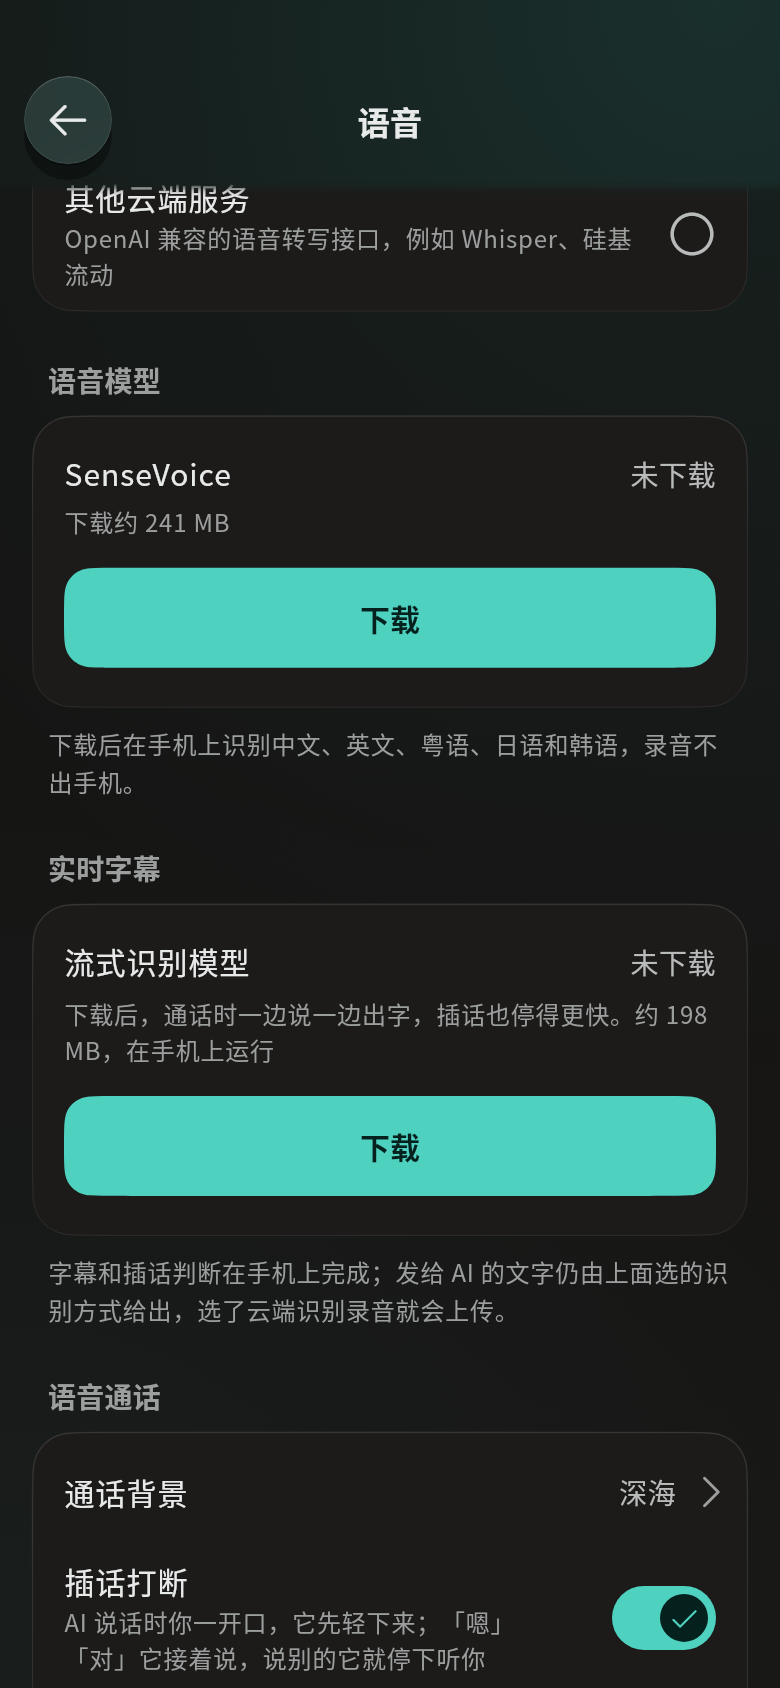 语音
其他云端服务
OpenAI 兼容的语音转写接口，例如 Whisper、硅基
流动
语音模型
SenseVoice
未下载
下载约 241 MB
下载
下载后在手机上识别中文、英文、粤语、日语和韩语，录音不
出手机。
实时字幕
流式识别模型
未下载
下载后，通话时一边说一边出字，插话也停得更快。约 198
MB，在手机上运行
下载
字幕和插话判断在手机上完成；发给 AI 的文字仍由上面选的识
别方式给出，选了云端识别录音就会上传。
语音通话
通话背景
深海
插话打断
AI 说话时你一开口，它先轻下来；「嗯」
「对」它接着说，说别的它就停下听你